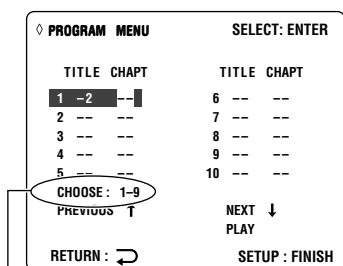 ◊ PROGRAM MENU SELECT: ENTER
TITLE CHAPT TITLE CHAPT
1 –2 –– 6 –– ––
2 –– –– 7 –– ––
3 –– –– 8 –– ––
4 –– –– 9 –– ––
5 –– –– 10 –– ––
CHOOSE : 1–9
PREVIOUS ↑ NEXT ↓
PLAY
RETURN : SETUP : FINISH